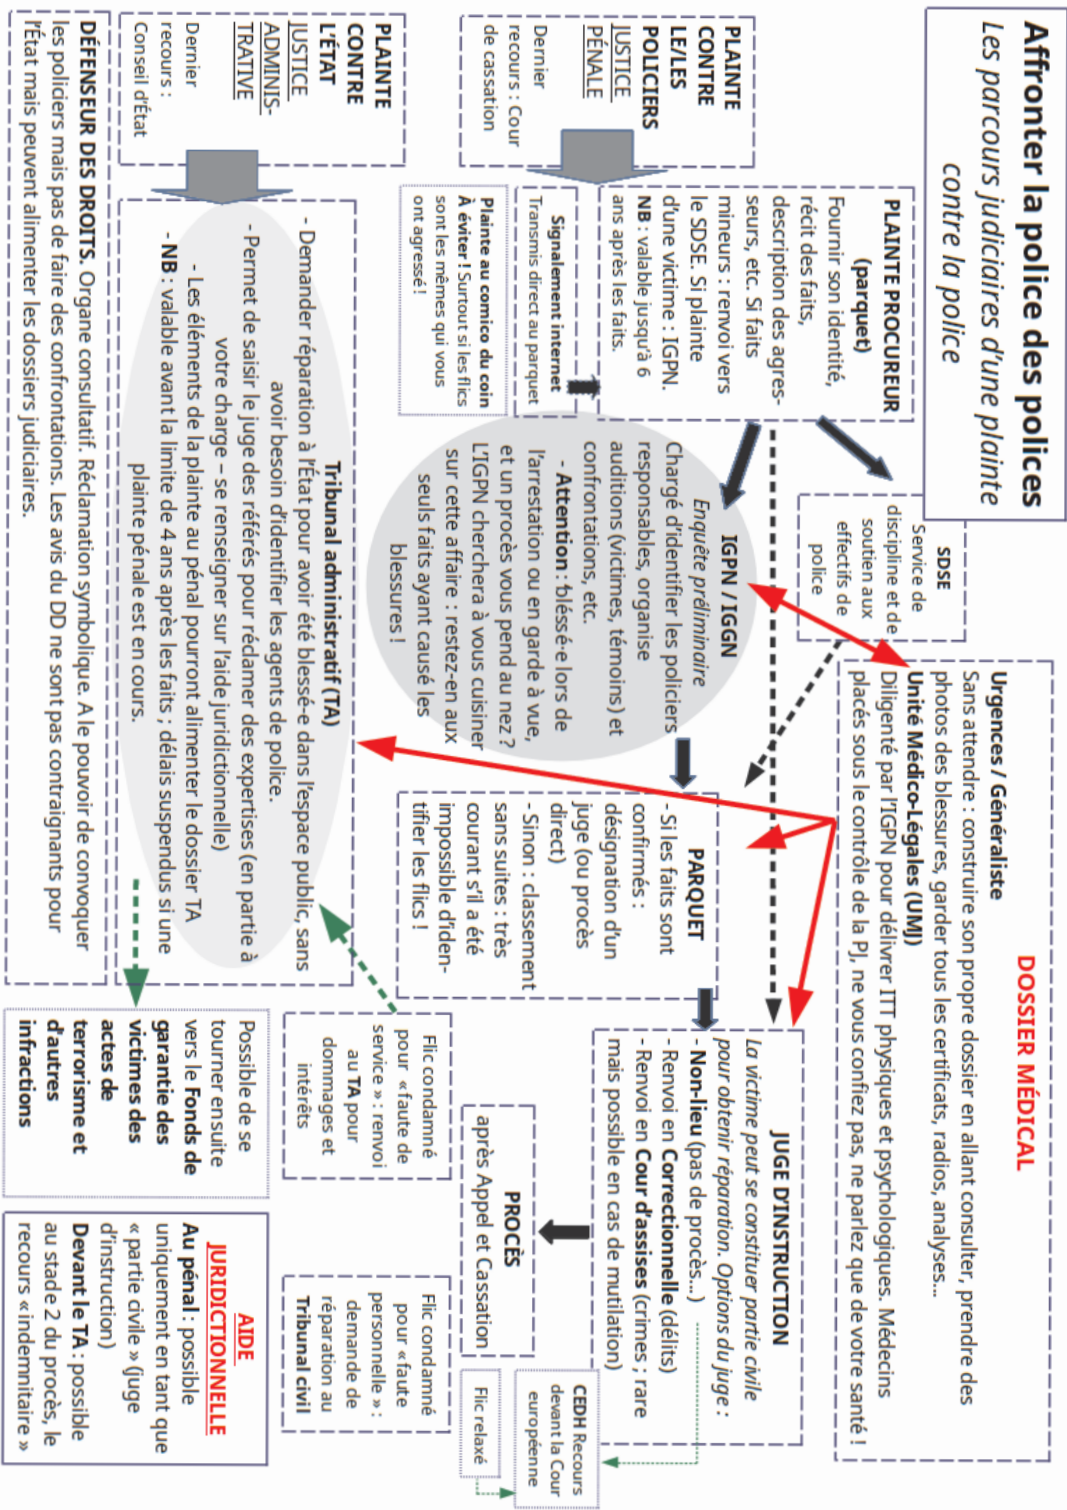 Affronter la police des polices
Les parcours judiciaires d'une plainte
contre la police
DOSSIER MÉDICAL
Urgences / Généraliste
Sans attendre : construire son propre dossier en allant consulter, prendre des
photos des blessures, garder tous les certificats, radios, analyses...
Unité Médico-Légales (UMJ)
Diligenté par l'IGPN pour délivrer ITT physiques et psychologiques. Médecins
placés sous le contrôle de la PJ, ne vous confiez pas, ne parlez que de votre santé !
SDSE
Service de
discipline et de
soutien aux
effectifs de
police
PLAINTE
CONTRE
LE/LES
POLICIERS
JUSTICE
PÉNALE
Dernier
recours : Cour
de cassation
PLAINTE PROCUREUR
(parquet)
Fournir son identité,
récit des faits,
description des agres-
seurs, etc. Si faits
mineurs : renvoi vers
le SDSE. Si plainte
d'une victime : IGPN.
NB : valable jusqu'à 6
ans après les faits.
Signalement internet
Transmis direct au parquet
Plainte au comico du coin
À éviter ! Surtout si les flics
sont les mêmes qui vous
ont agressé !
IGPN / IGGN
Enquête préliminaire
Chargé d'identifier les policiers
responsables, organise
auditions (victimes, témoins) et
confrontations, etc.
- Attention : bléssé·e lors de
l'arrestation ou en garde à vue,
et un procès vous pend au nez ?
L'IGPN cherchera à vous cuisiner
sur cette affaire : restez-en aux
seuls faits ayant causé les
blessures !
PARQUET
- Si les faits sont
confirmés :
désignation d'un
juge (ou procès
direct)
- Sinon : classement
sans suites : très
courant s'il a été
impossible d'iden-
tifier les flics !
JUGE D'INSTRUCTION
La victime peut se constituer partie civile
pour obtenir réparation. Options du juge :
- Non-lieu (pas de procès...)
- Renvoi en Correctionnelle (délits)
- Renvoi en Cour d'assises (crimes ; rare
mais possible en cas de mutilation)
CEDH Recours
devant la Cour
européenne
PROCÈS
après Appel et Cassation
Flic relaxé
Flic condamné
pour « faute de
service » : renvoi
au TA pour
dommages et
intérêts
Flic condamné
pour « faute
personnelle » :
demande de
réparation au
Tribunal civil
PLAINTE
CONTRE
L'ÉTAT
JUSTICE
ADMINIS-
TRATIVE
Dernier
recours :
Conseil d'État
Tribunal administratif (TA)
- Demander réparation à l'État pour avoir été blessé-e dans l'espace public, sans
avoir besoin d'identifier les agents de police.
- Permet de saisir le juge des référés pour réclamer des expertises (en partie à
votre charge – se renseigner sur l'aide juridictionnelle)
- Les éléments de la plainte au pénal pourront alimenter le dossier TA
- NB : valable avant la limite de 4 ans après les faits ; délais suspendus si une
plainte pénale est en cours.
Possible de se
tourner ensuite
vers le Fonds de
garantie des
victimes des
actes de
terrorisme et
d'autres
infractions
AIDE
JURIDICTIONNELLE
Au pénal : possible
uniquement en tant que
« partie civile » (juge
d'instruction)
Devant le TA : possible
au stade 2 du procès, le
recours « indemnitaire »
DÉFENSEUR DES DROITS. Organe consultatif. Réclamation symbolique. A le pouvoir de convoquer
les policiers mais pas de faire des confrontations. Les avis du DD ne sont pas contraignants pour
l'État mais peuvent alimenter les dossiers judiciaires.